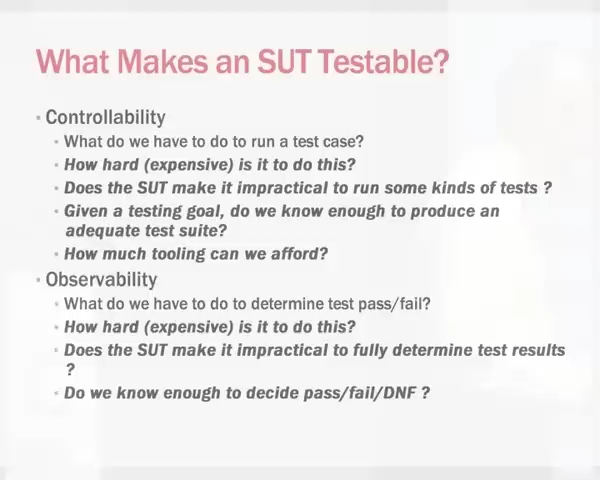 What Makes an SUT Testable?
Controllability
What do we have to do to run a test case?
How hard (expensive) is it to do this?
Does the SUT make it impractical to run some kinds of tests ?
Given a testing goal, do we know enough to produce an
adequate test suite?
How much tooling can we afford?
Observability
What do we have to do to determine test pass/fail?
How hard (expensive) is it to do this?
Does the SUT make it impractical to fully determine test results
?
Do we know enough to decide pass/fail/DNF ?